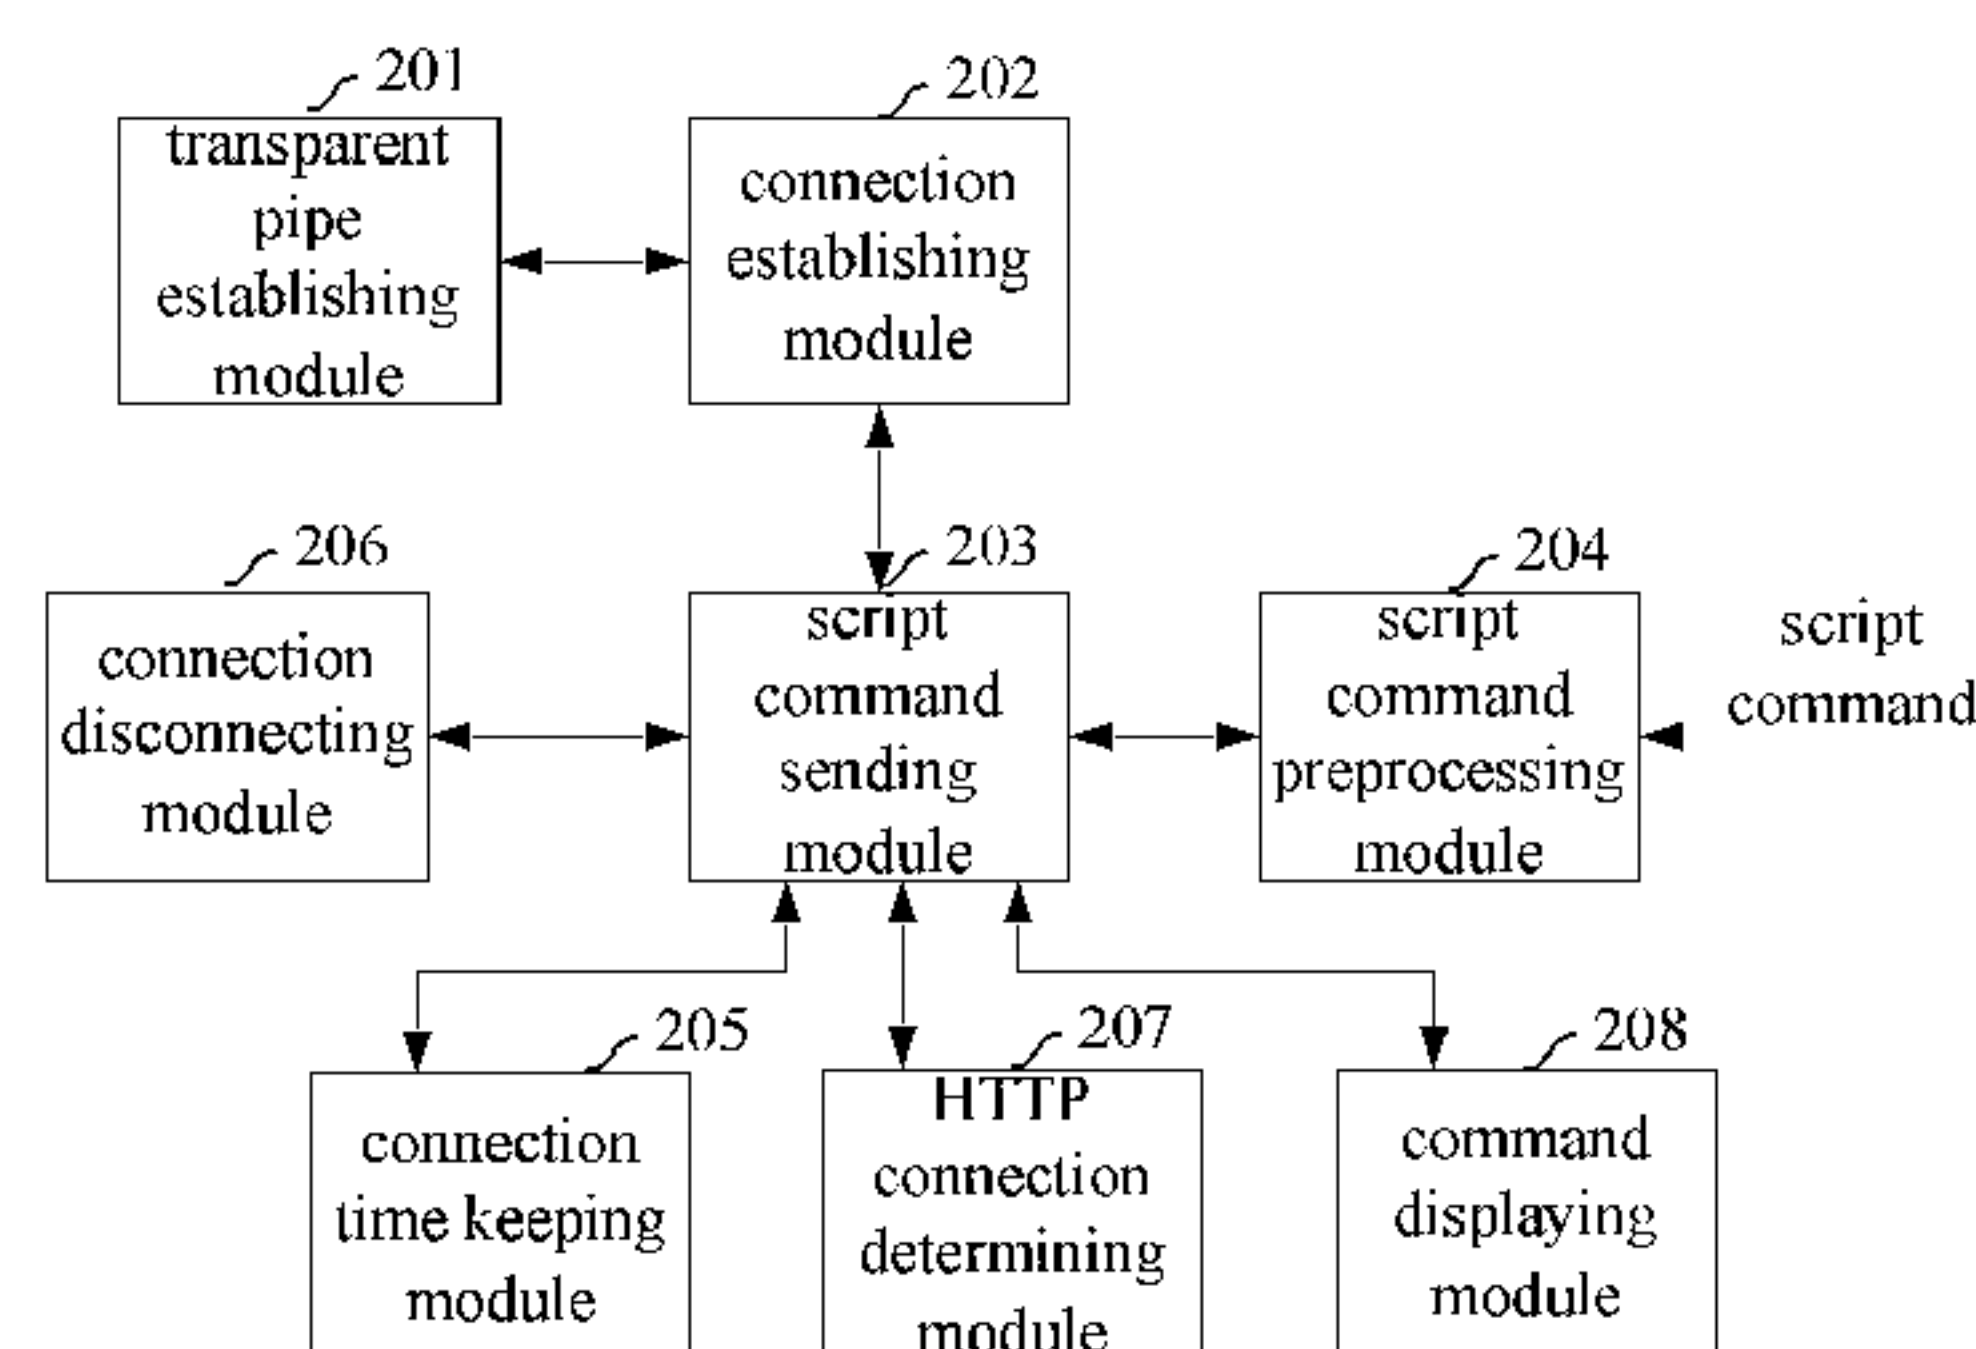 201
transparent
pipe
establishing
module
202
connection
establishing
module
206
connection
disconnecting
module
203
script
command
sending
module
204
script
command
preprocessing
module
script
command
205
connection
time keeping
module
207
HTTP
connection
determining
module
208
command
displaying
module